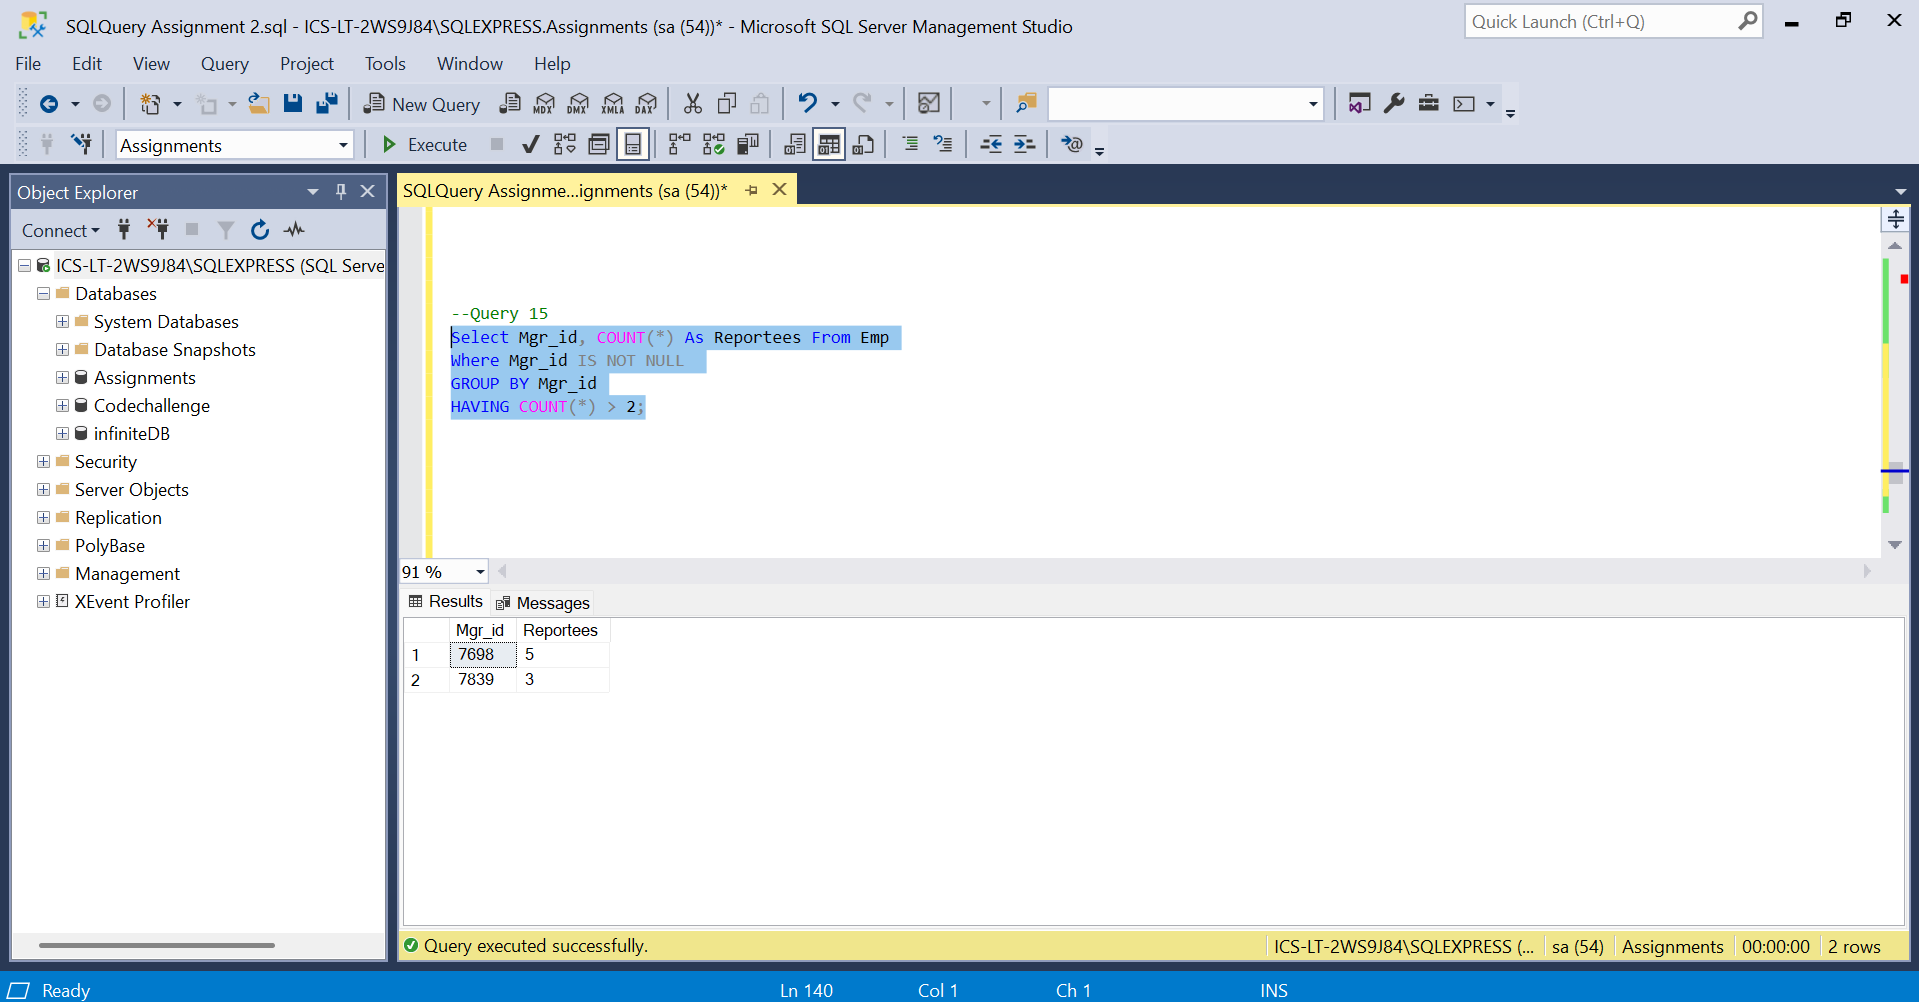 SQLQuery Assignment 2.sql - ICS-LT-2WS9J84\SQLEXPRESS.Assignments (sa (54))* - Microsoft SQL Server Management Studio
Quick Launch (Ctrl+Q)
File Edit View Query Project Tools Window Help
New Query MDX DMX XMLA DAX
Assignments Execute
Object Explorer
Connect
ICS-LT-2WS9J84\SQLEXPRESS (SQL Serve
Databases
System Databases
Database Snapshots
Assignments
Codechallenge
infiniteDB
Security
Server Objects
Replication
PolyBase
Management
XEvent Profiler
SQLQuery Assignme...ignments (sa (54))*
--Query 15
Select Mgr_id, COUNT(*) As Reportees From Emp
Where Mgr_id IS NOT NULL
GROUP BY Mgr_id
HAVING COUNT(*) > 2;
91 %
Results Messages
Mgr_id Reportees
1 7698 5
2 7839 3
Query executed successfully. ICS-LT-2WS9J84\SQLEXPRESS (... sa (54) Assignments 00:00:00 2 rows
Ready Ln 140 Col 1 Ch 1 INS